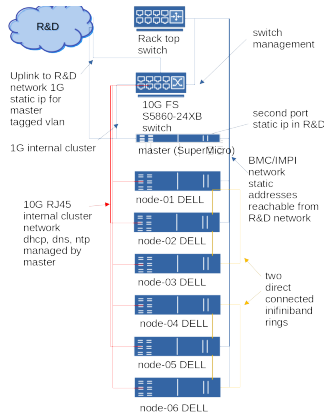 R&D
Rack top
switch
switch
management
Uplink to R&D
network 1G
static ip for
master
tagged vlan
10G FS
S5860-24XB
switch
second port
static ip in R&D
1G internal cluster
master (SuperMicro)
BMC/IMPI
network
static
addresses
reachable from
R&D network
node-01 DELL
10G RJ45
internal cluster
network
dhcp, dns, ntp
managed by
master
node-02 DELL
node-03 DELL
two
direct
connected
inifiniband
rings
node-04 DELL
node-05 DELL
node-06 DELL